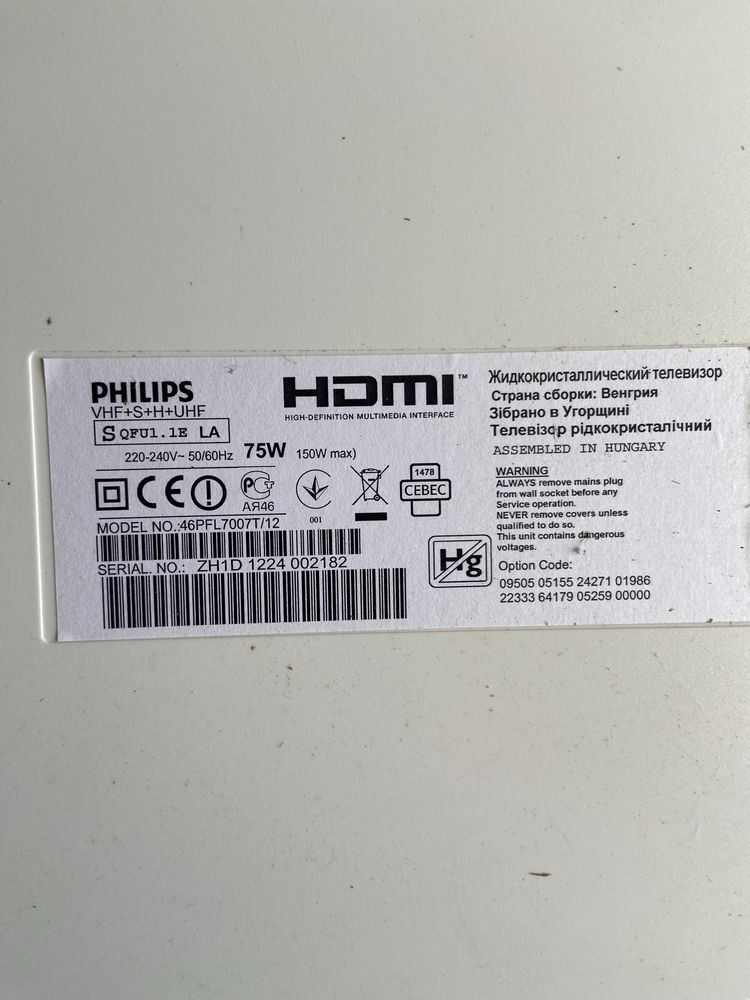 PHILIPS
VHF+S+H+UHF
S QFU1.1E LA
220-240V~ 50/60Hz 75W 150W max)
HDMI™
HIGH-DEFINITION MULTIMEDIA INTERFACE
CE
PG
АЯ46
001
1478
CEBEC
MODEL NO.:46PFL7007T/12
SERIAL. NO.: ZH1D 1224 002182
Жидкокристаллический телевизор
Страна сборки: Венгрия
Зібрано в Угорщині
Телевізор рідкокристалічний
ASSEMBLED IN HUNGARY
WARNING
ALWAYS remove mains plug
from wall socket before any
Service operation.
NEVER remove covers unless
qualified to do so.
This unit contains dangerous
voltages.
Hg
Option Code:
09505 05155 24271 01986
22333 64179 05259 00000